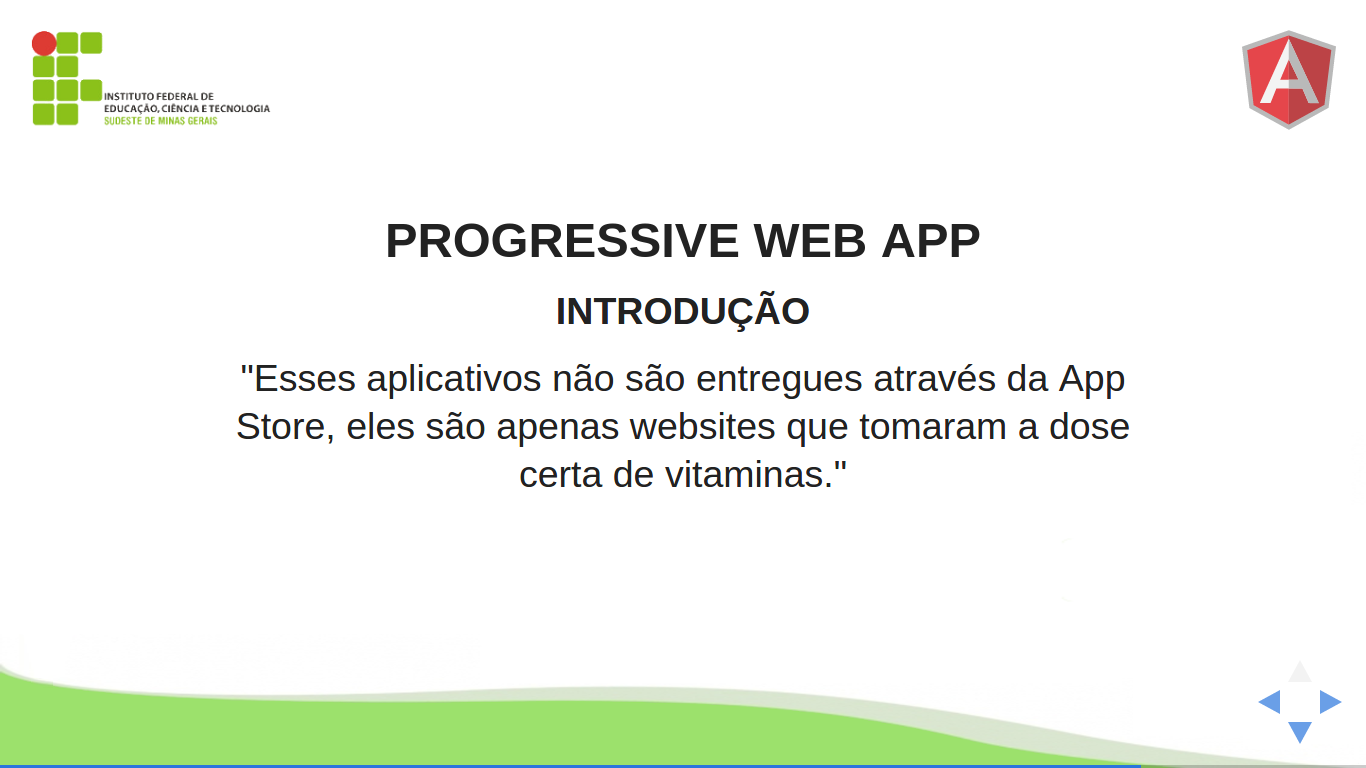 INSTITUTO FEDERAL DE
EDUCAÇÃO, CIÊNCIA E TECNOLOGIA
SUDESTE DE MINAS GERAIS
A
PROGRESSIVE WEB APP
INTRODUÇÃO
"Esses aplicativos não são entregues através da App
Store, eles são apenas websites que tomaram a dose
certa de vitaminas."